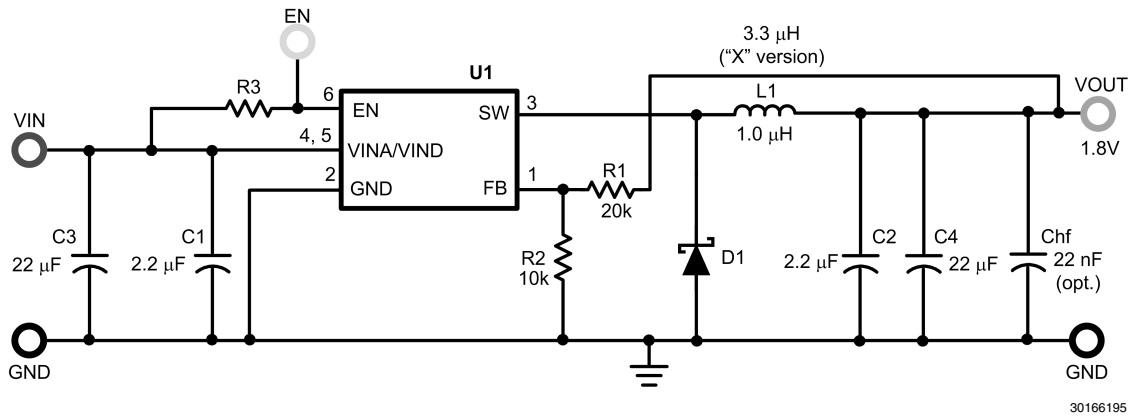 EN
3.3 μH
(“X” version)
U1
VOUT
R3
L1
6
EN
SW
3
VIN
4, 5
VINA/VIND
1.0 μH
1.8V
2
GND
FB
1
R1
20k
C3
22 μF
C1
2.2 μF
R2
10k
D1
C2
2.2 μF
C4
22 μF
Chf
22 nF
(opt.)
GND
GND
30166195